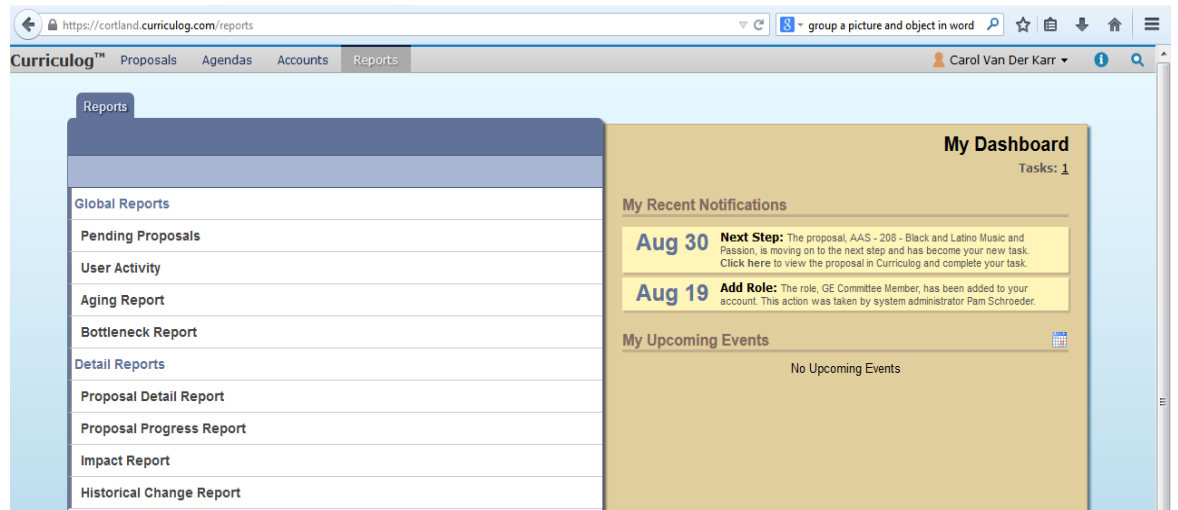 https://cortland.curriculog.com/reports
group a picture and object in word
Curriculog™ Proposals Agendas Accounts Reports
Carol Van Der Karr
Reports
Global Reports
Pending Proposals
User Activity
Aging Report
Bottleneck Report
Detail Reports
Proposal Detail Report
Proposal Progress Report
Impact Report
Historical Change Report
My Dashboard
Tasks: 1
My Recent Notifications
Aug 30
Next Step: The proposal, AAS - 208 - Black and Latino Music and
Passion, is moving on to the next step and has become your new task.
Click here to view the proposal in Curriculog and complete your task.
Aug 19
Add Role: The role, GE Committee Member, has been added to your
account. This action was taken by system administrator Pam Schroeder.
My Upcoming Events
No Upcoming Events